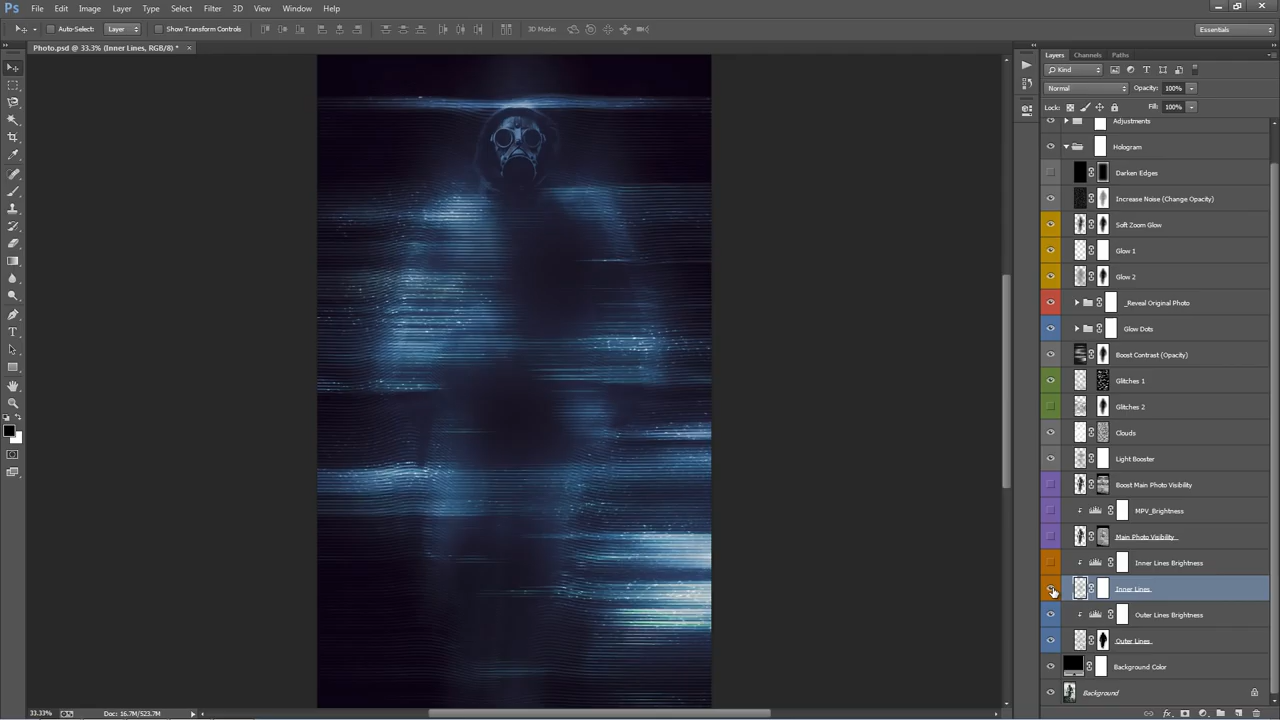 Ps File Edit Image Layer Type Select Filter 3D View Window Help
Auto-Select: Layer Show Transform Controls 3D Mode: Essentials
Photo.psd @ 33.3% (Inner Lines, RGB/8) *
Layers Channels Paths
Kind
Normal Opacity: 100%
Lock: Fill: 100%
Adjustments
Hologram
Darken Edges
Increase Noise (Change Opacity)
Soft Zoom Glow
Glow 1
Glow 2
_Reveal Original Photo
Glow Dots
Boost Contrast (Opacity)
Glitches 1
Glitches 2
Clouds
Light Booster
Boost Main Photo Visibility
MPV_Brightness
Main Photo Visibility
Inner Lines Brightness
Inner Lines
Outer Lines Brightness
Outer Lines
Background Color
Background
33.33% Doc: 16.7M/523.7M